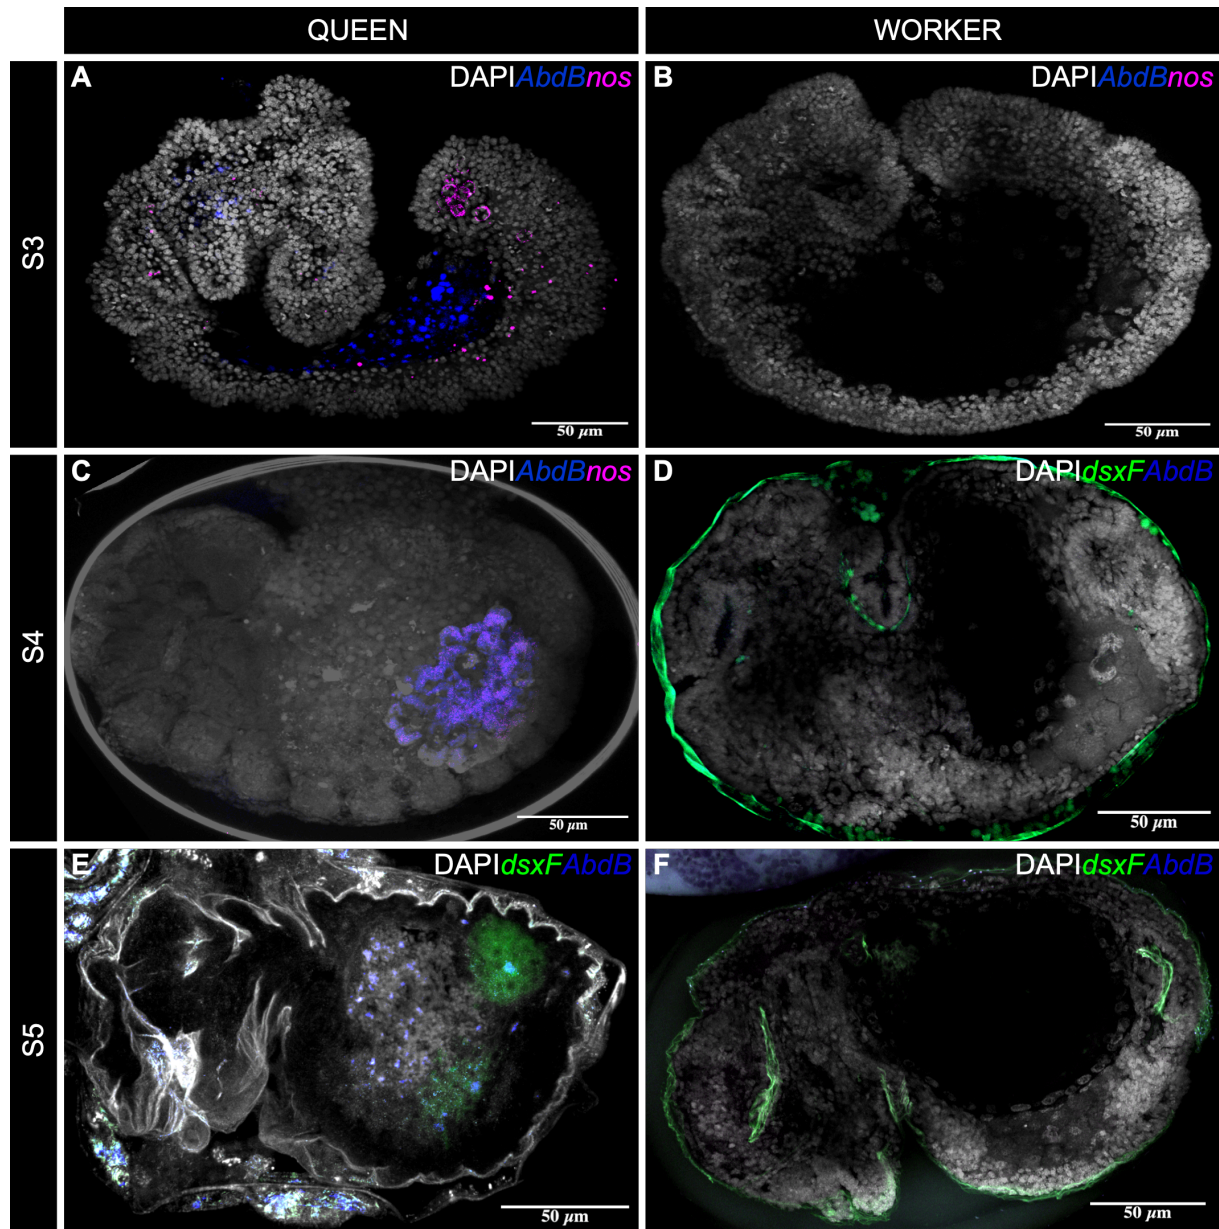 QUEEN
WORKER
S3
A
DAPIAbdBnos
50 µm
B
DAPIAbdBnos
50 µm
S4
C
DAPIAbdBnos
50 µm
D
DAPIdsxFAbdB
50 µm
S5
E
DAPIdsxFAbdB
50 µm
F
DAPIdsxFAbdB
50 µm